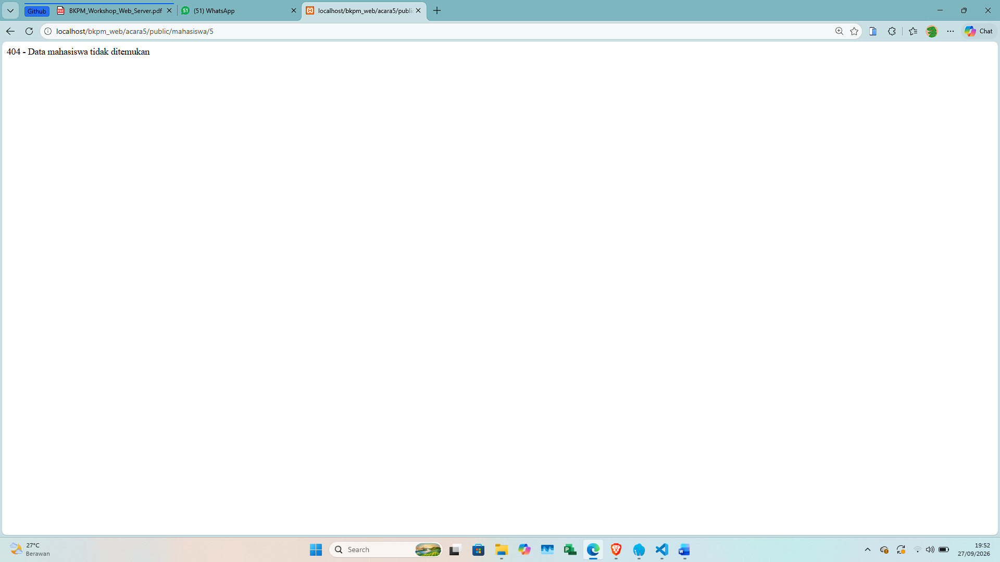 Github
BKPM_Workshop_Web_Server.pdf
51
(51) WhatsApp
localhost/bkpm_web/acara5/publi
localhost/bkpm_web/acara5/public/mahasiswa/5
Chat
404 - Data mahasiswa tidak ditemukan
27°C
Berawan
Search
19:52
27/09/2026